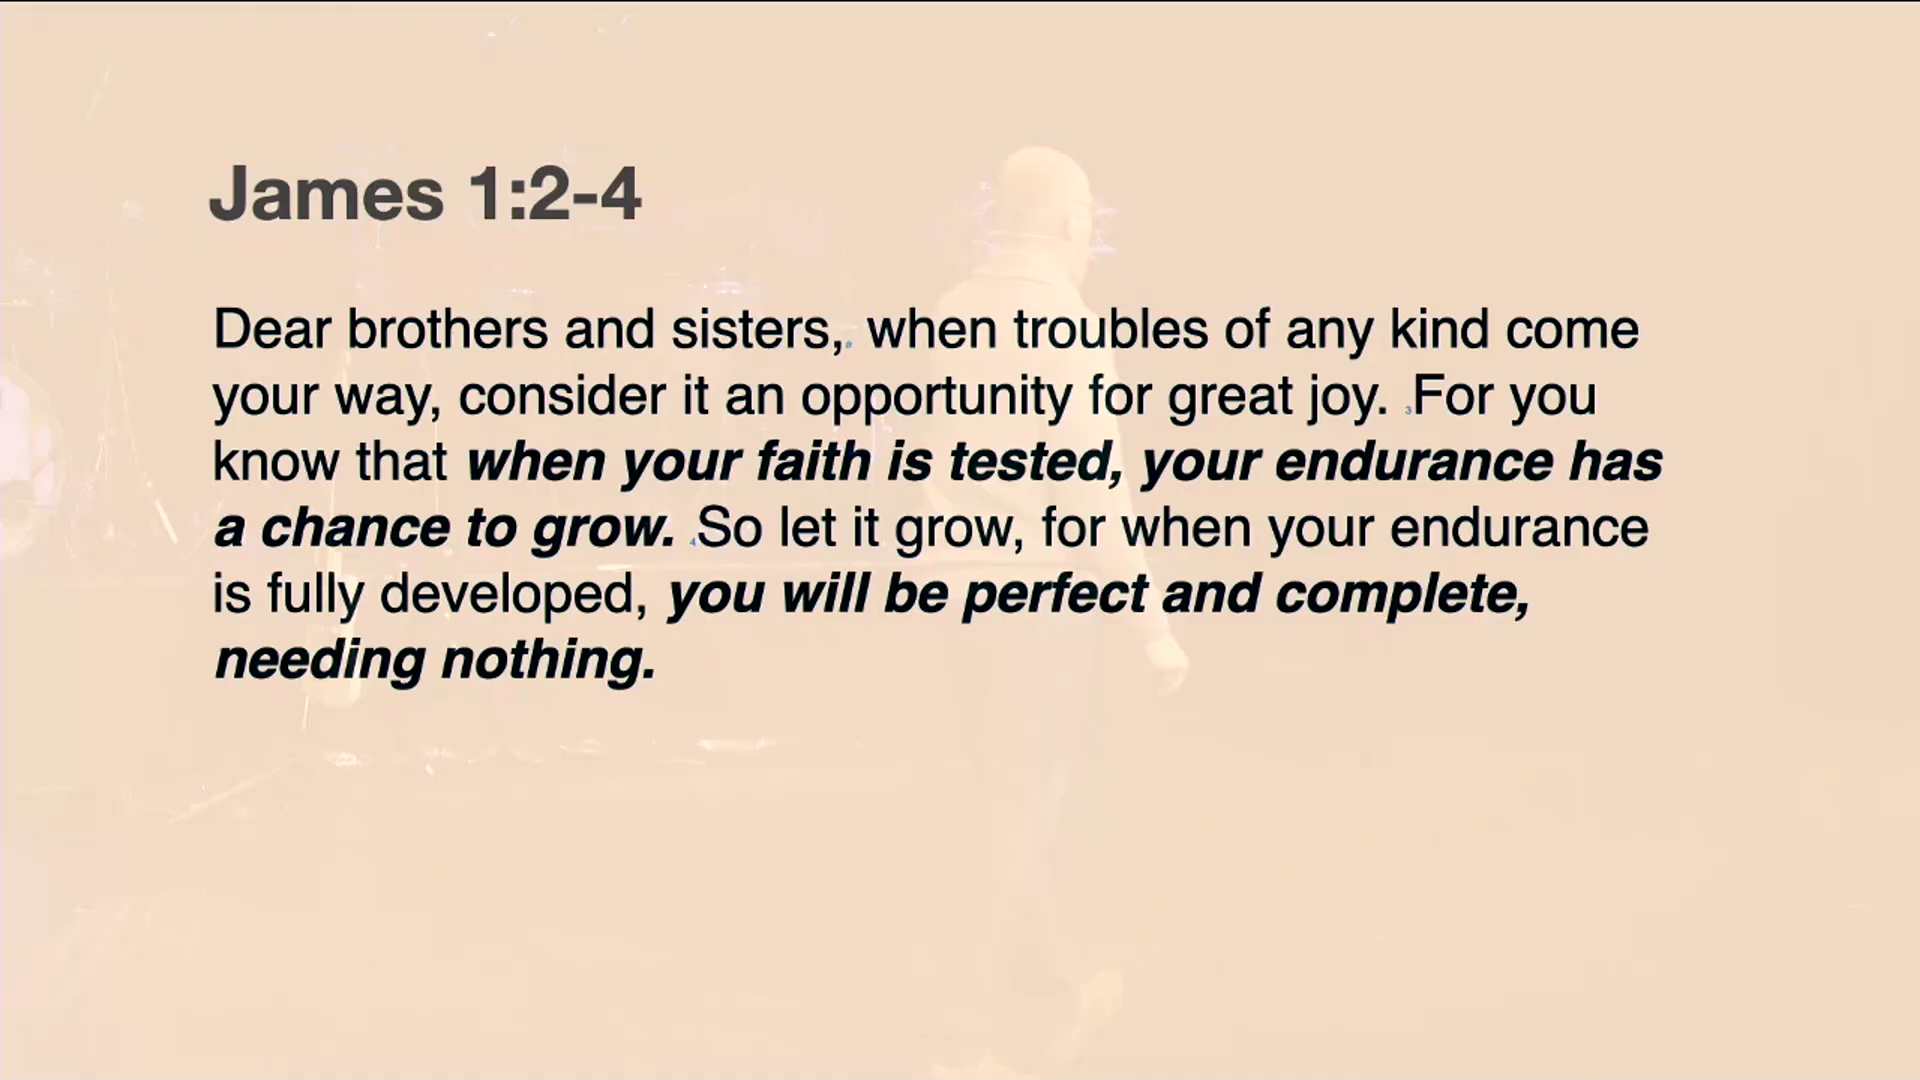 James 1:2-4
Dear brothers and sisters, when troubles of any kind come
your way, consider it an opportunity for great joy. 3 For you
know that when your faith is tested, your endurance has
a chance to grow. 4 So let it grow, for when your endurance
is fully developed, you will be perfect and complete,
needing nothing.